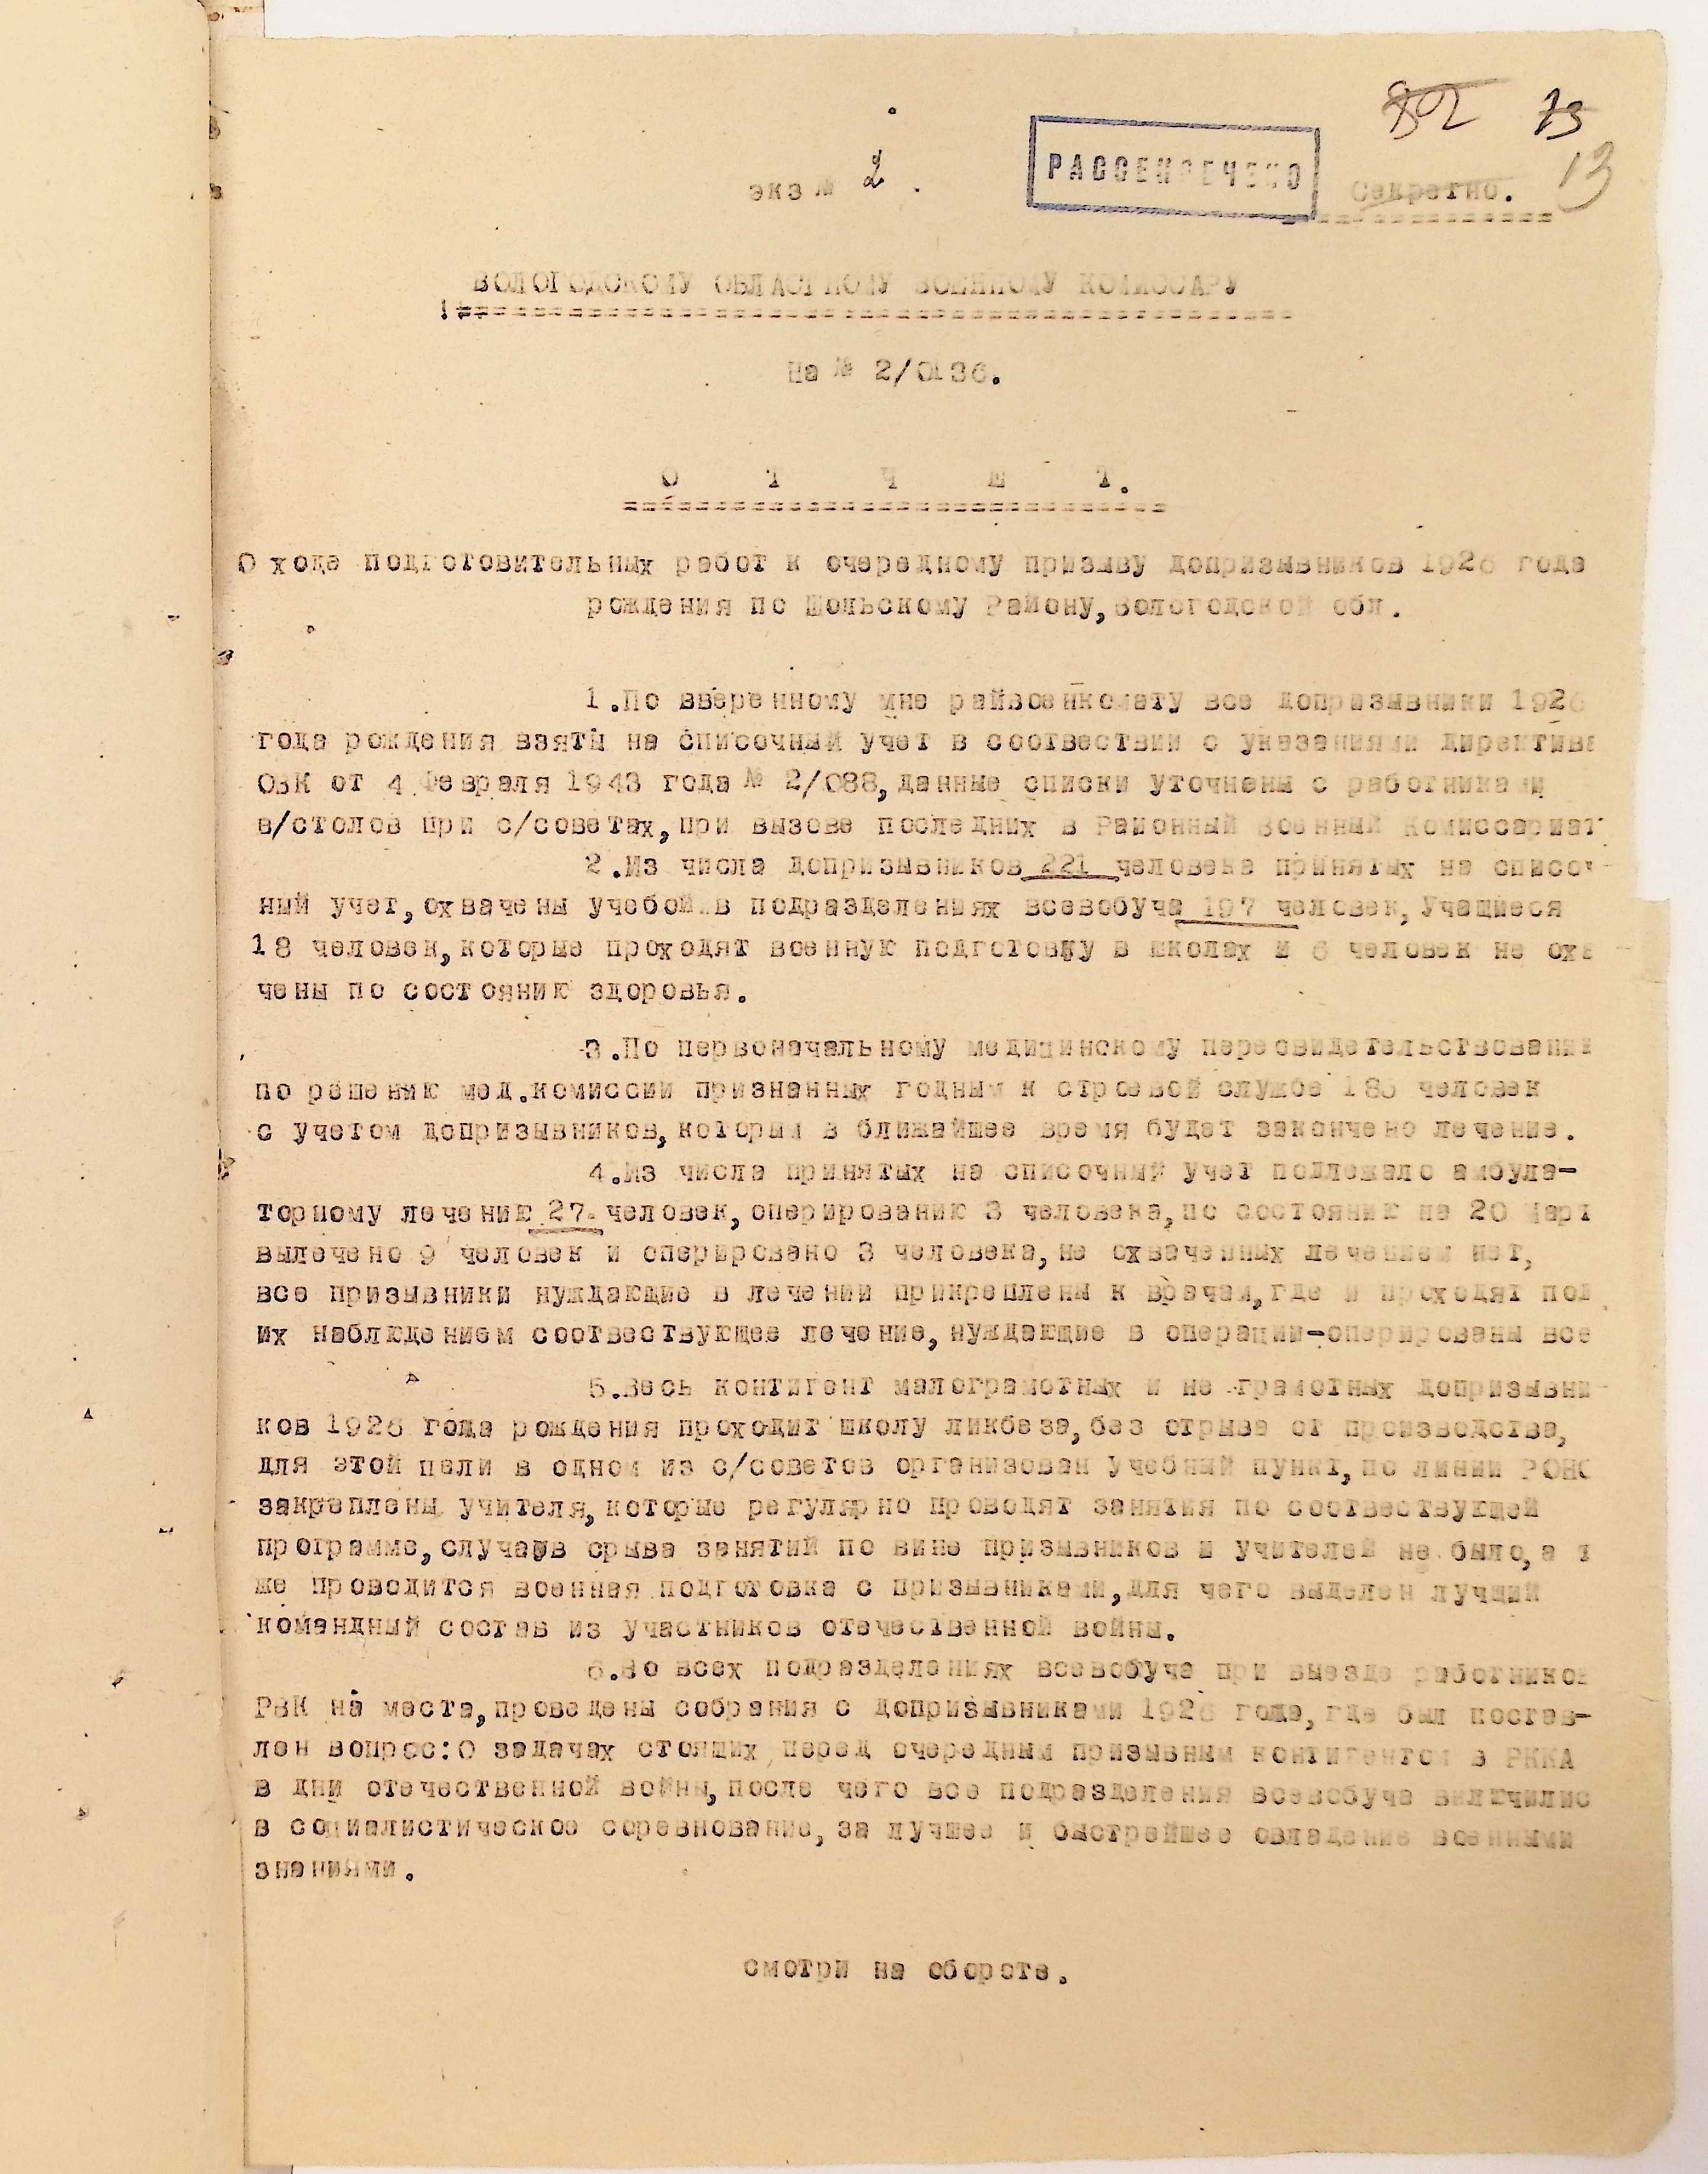 802 73
экз № 2.
РАССЕКРЕЧЕНО
Секретно. 13
ВОЛОГОДСКОМУ ОБЛАСТНОМУ ВОЕННОМУ КОМИССАРУ
На № 2/0136.
О Т Ч Е Т.
О ходе подготовительных работ к очередному призыву допризывников 1926 года
рождения по Шольскому Району, Вологодской обл.
1.По вверенному мне райвоенкомату все допризывники 1926
года рождения взяты на списочный учет в соотвествии с указаниями директивы
ОВК от 4 Февраля 1943 года № 2/088, данные списки уточнены с работниками
в/столов при с/советах, при вызове последних в Районный Военный Комиссариат
2.Из числа допризывников 221 человека принятых на списоч-
ный учет, охвачены учебой в подразделениях всевобуча 197 человек, Учащиеся
18 человек, которые проходят военную подготовку в школах и 6 человек не охва
чены по состоянию здоровья.
3.По первоначальному медицинскому переосвидетельствованию
по решению мед.комиссии признанных годным к строевой службе 185 человек
с учетом допризывников, которым в ближайшее время будет закончено лечение.
4.Из числа принятых на списочный учет подлежало амбула-
торному лечению 27 человек, оперированию 3 человека, по состоянию на 20 Март
вылечено 9 человек и оперировано 3 человека, не охваченных лечением нет,
все призывники нуждающие в лечении прикреплены к врачам, где и проходят под
их наблюдением соотвествующее лечение, нуждающие в операции-оперированы все
5.Весь контигент малограмотных и не грамотных допризывни-
ков 1926 года рождения проходит школу ликбеза, без отрыва от производства,
для этой цели в одном из с/советов организован учебный пункт, по линии РОНО
закреплены учителя, которые регулярно проводят занятия по соотвествующей
программе, случаев срыва занятий по вине призывников и учителей не было, а т
же проводится военная подготовка с призывниками, для чего выделен лучший
командный состав из участников отечественной войны.
6.Во всех подразделениях всевобуча при выезде работников
РВК на места, проведены собрания с допризывниками 1926 года, где был постав-
лен вопрос:О задачах стоящих перед очередным призывным контигентом в РККА
в дни отечественной войны, после чего все подразделения всевобуча включилис
в социалистическое соревнование, за лучшее и быстрейшее овладение военными
знаниями.
смотри на обороте.